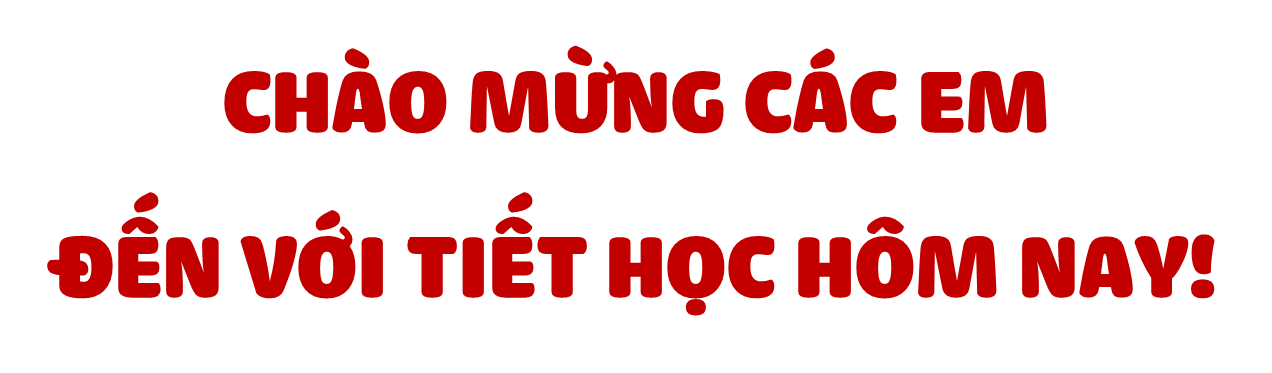 CHÀO MỪNG CÁC EM
ĐẾN VỚI TIẾT HỌC HÔM NAY!